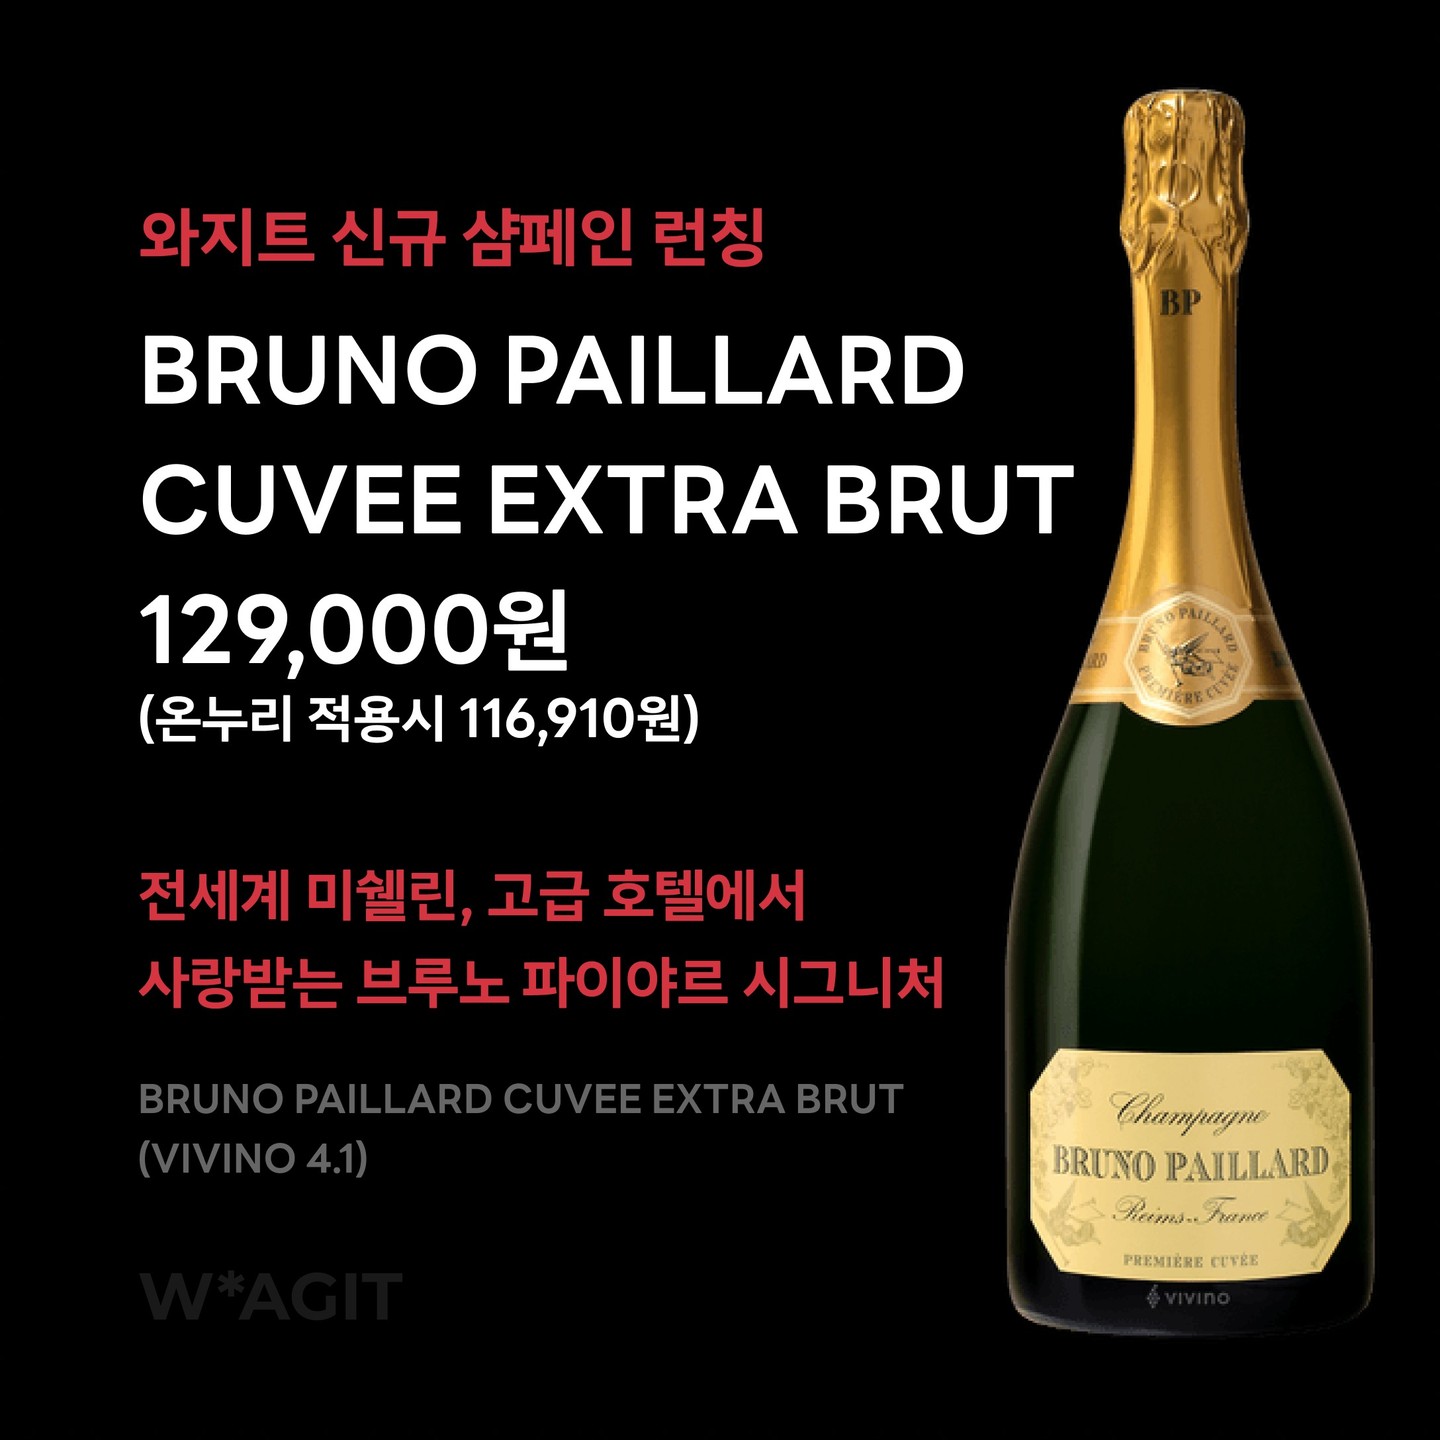 와지트 신규 샴페인 런칭
BRUNO PAILLARD
CUVEE EXTRA BRUT
129,000원
(온누리 적용시 116,910원)
전세계 미쉘린, 고급 호텔에서
사랑받는 브루노 파이야르 시그니처
BRUNO PAILLARD CUVEE EXTRA BRUT
(VIVINO 4.1)
W*AGIT
BP
BRUNO PAILLARD
PREMIÈRE CUVÉE
Champagne
BRUNO PAILLARD
Reims-France
PREMIÈRE CUVÉE
vivino